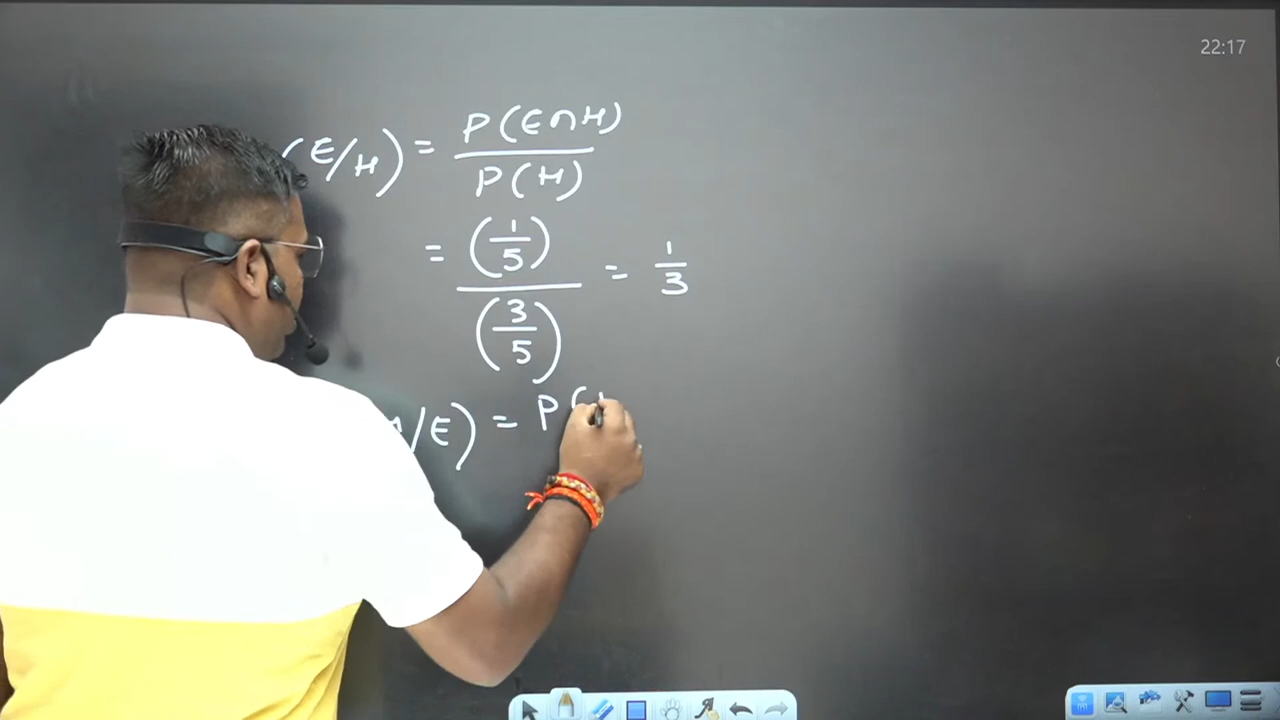 22:17
(E/H) = P(E∩H)
P(H)
= (1/5) = 1/3
(3/5)
/E) = P(